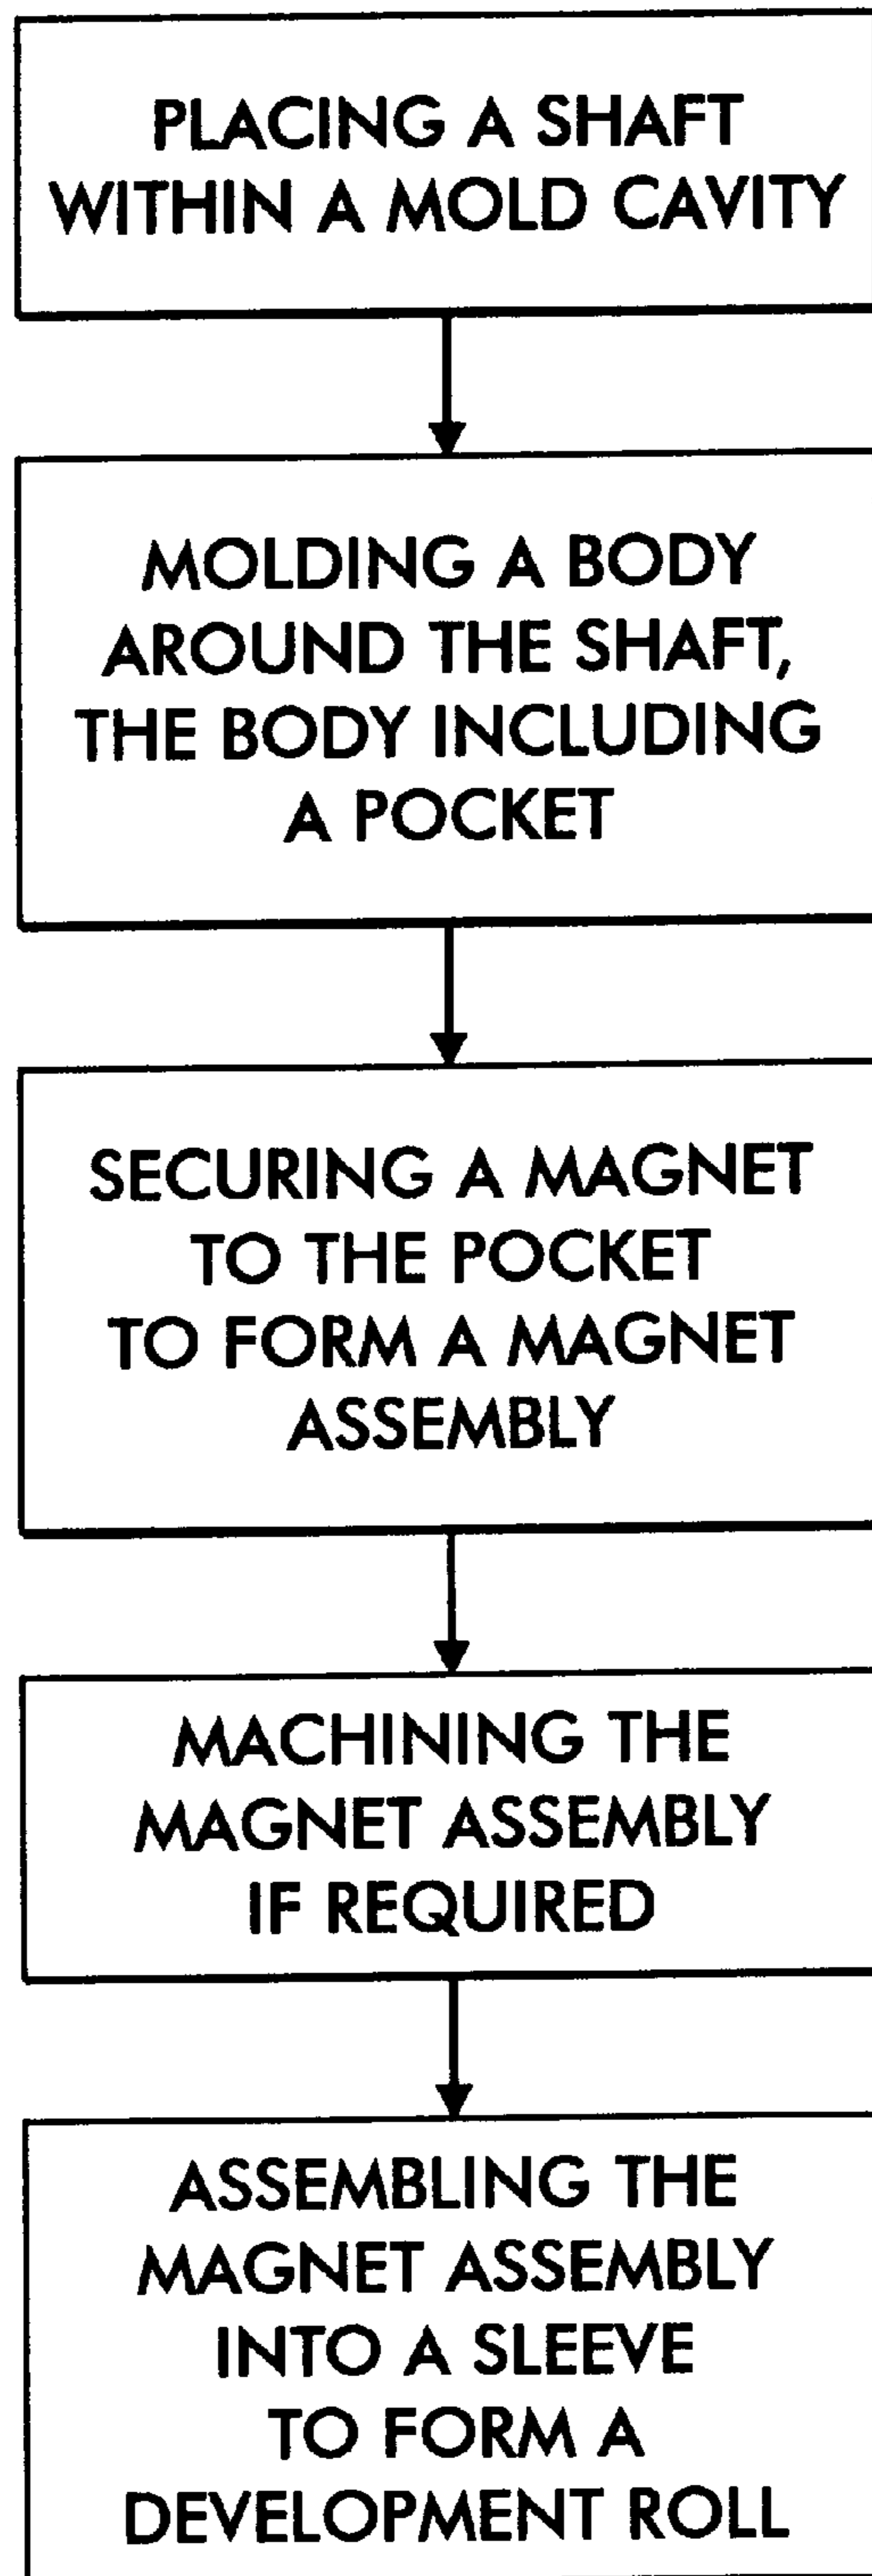 PLACING A SHAFT
WITHIN A MOLD CAVITY
MOLDING A BODY
AROUND THE SHAFT,
THE BODY INCLUDING
A POCKET
SECURING A MAGNET
TO THE POCKET
TO FORM A MAGNET
ASSEMBLY
MACHINING THE
MAGNET ASSEMBLY
IF REQUIRED
ASSEMBLING THE
MAGNET ASSEMBLY
INTO A SLEEVE
TO FORM A
DEVELOPMENT ROLL